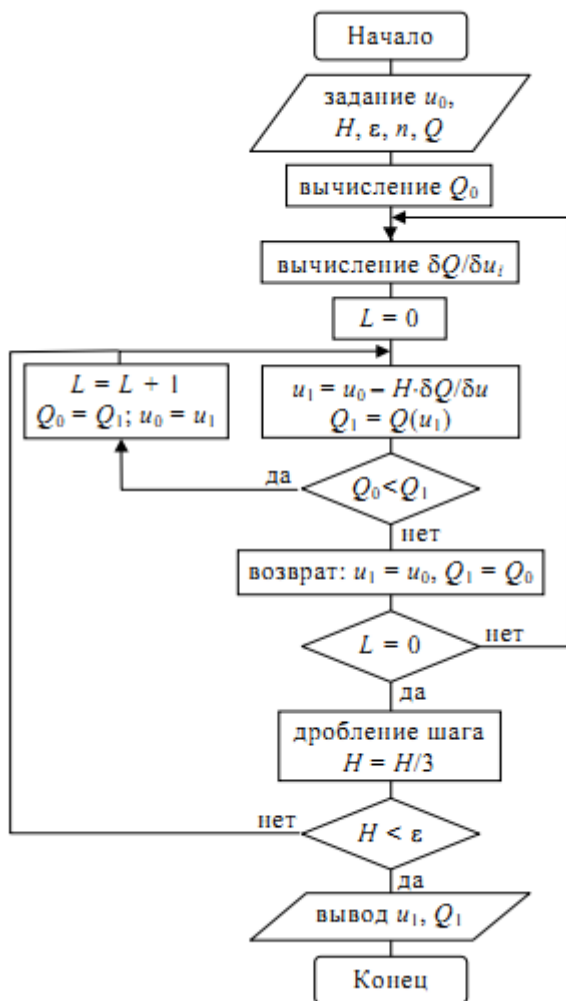 Начало
задание u₀,
H, ε, n, Q
вычисление Q₀
вычисление δQ/δuᵢ
L = 0
L = L + 1
Q₀ = Q₁; u₀ = u₁
u₁ = u₀ – H·δQ/δu
Q₁ = Q(u₁)
да
Q₀<Q₁
нет
возврат: u₁ = u₀, Q₁ = Q₀
L = 0
нет
да
дробление шага
H = H/3
нет
H < ε
да
вывод u₁, Q₁
Конец